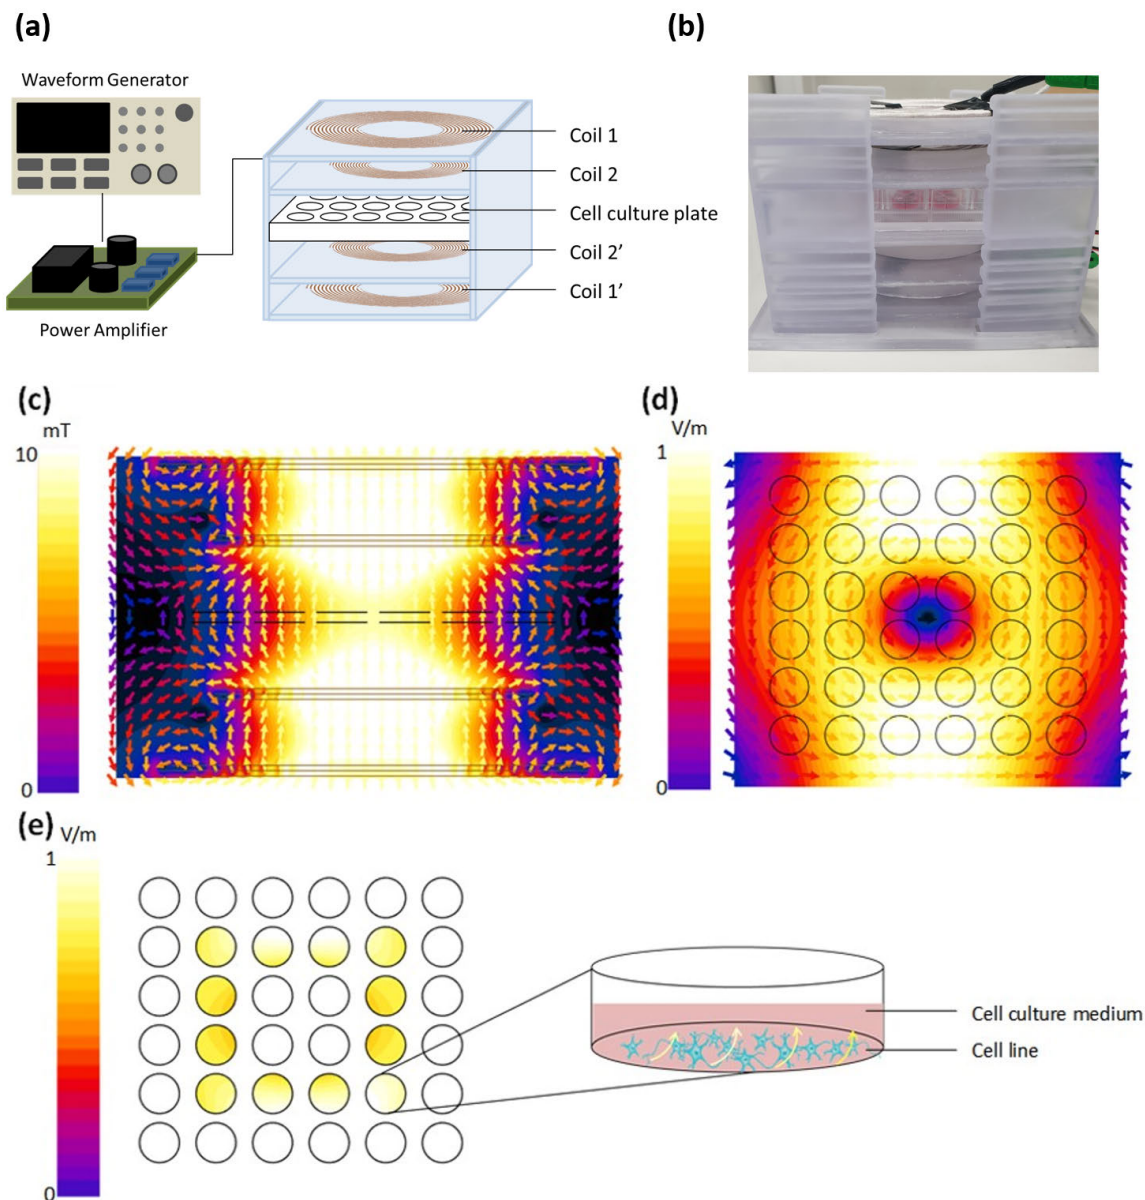 (a)
Waveform Generator
Power Amplifier
Coil 1
Coil 2
Cell culture plate
Coil 2’
Coil 1’
(b)
(c)
mT
10
0
(d)
V/m
1
0
(e)
V/m
1
0
Cell culture medium
Cell line